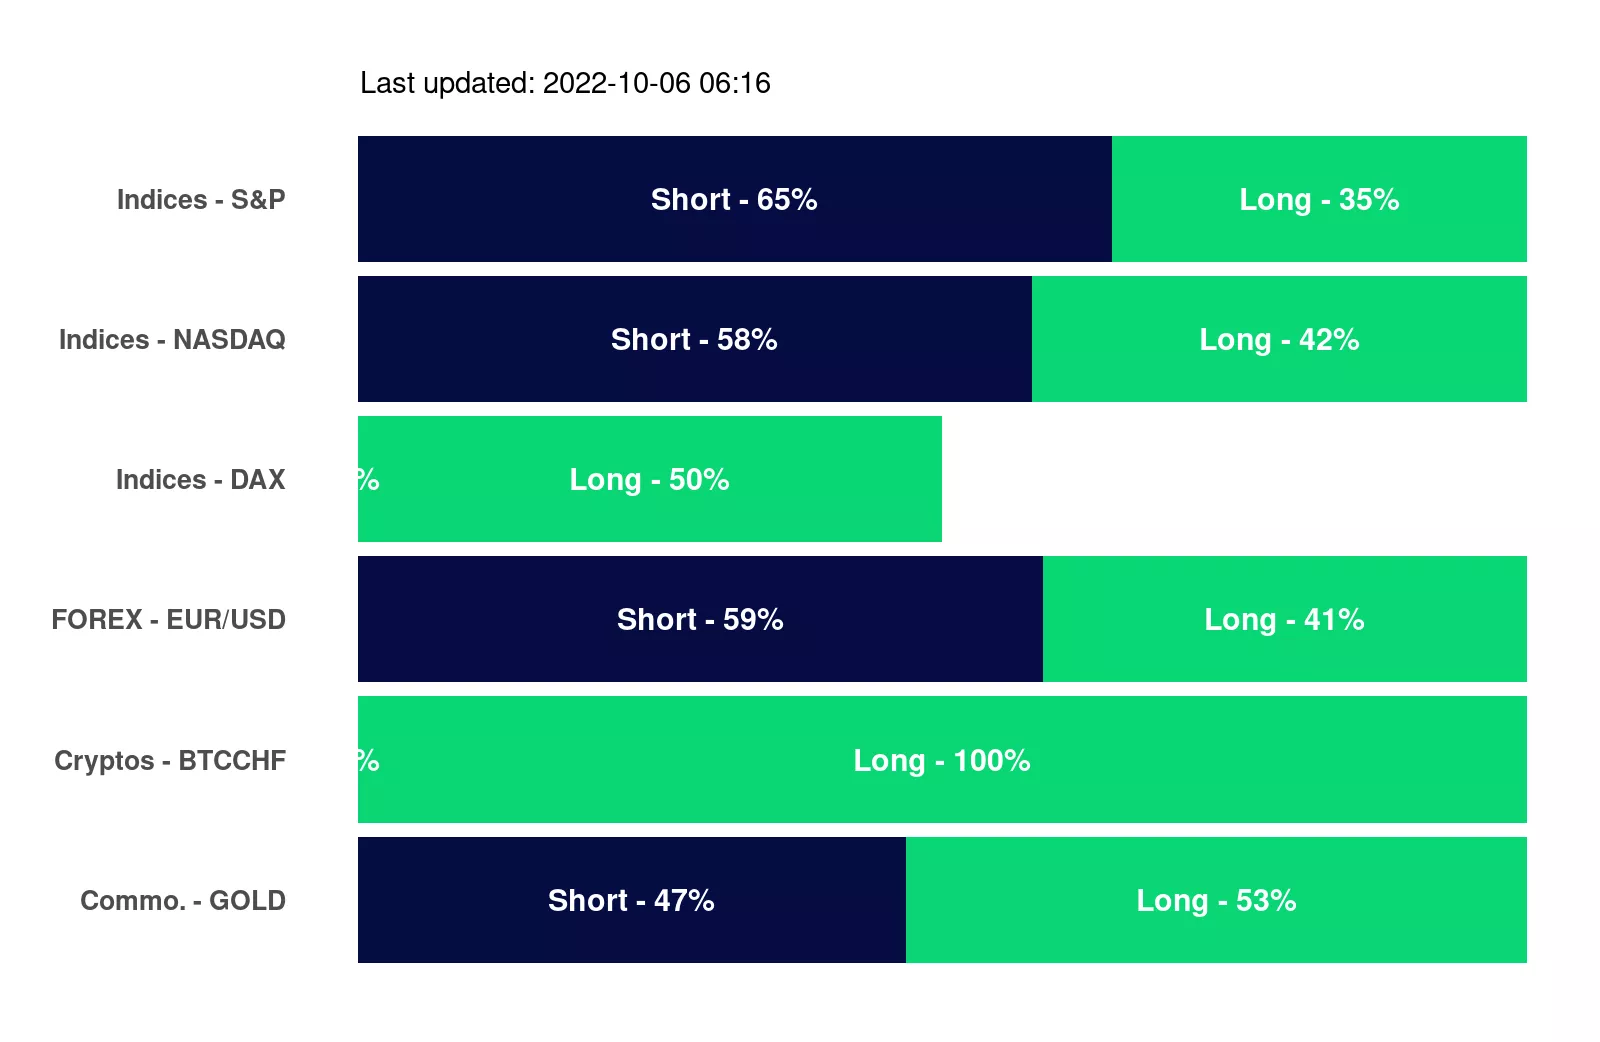 Last updated: 2022-10-06 06:16
Indices - S&P Short - 65% Long - 35%
Indices - NASDAQ Short - 58% Long - 42%
Indices - DAX % Long - 50%
FOREX - EUR/USD Short - 59% Long - 41%
Cryptos - BTCCHF % Long - 100%
Commo. - GOLD Short - 47% Long - 53%